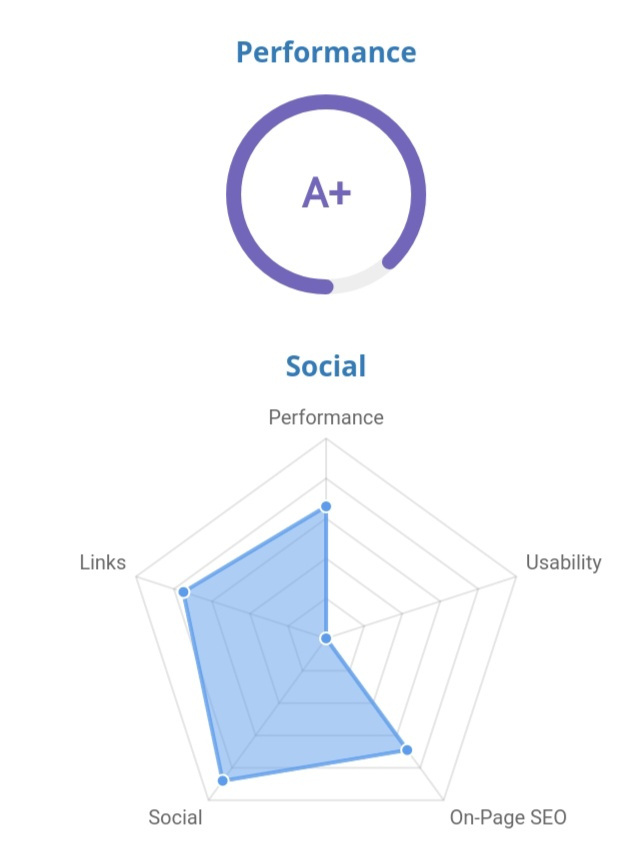 Performance
A+
Social
Performance
Links
Usability
Social
On-Page SEO